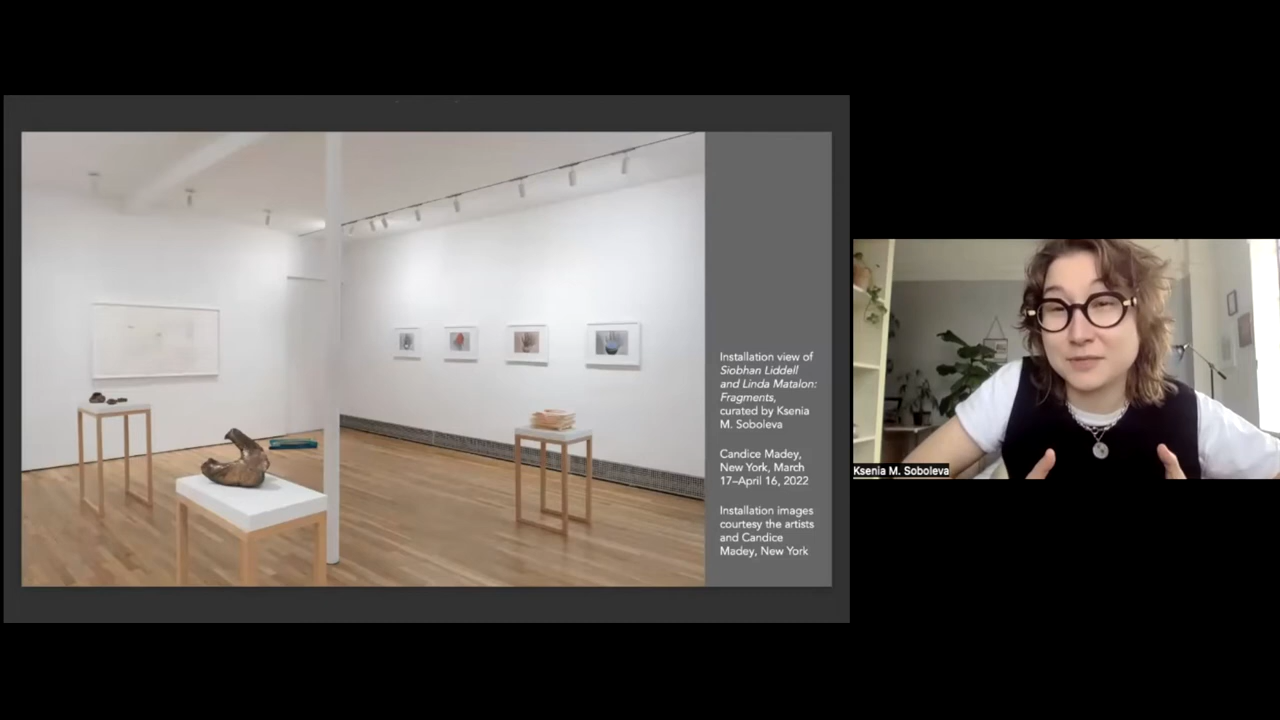 Installation view of
Siobhan Liddell
and Linda Matalon:
Fragments,
curated by Ksenia
M. Soboleva
Candice Madey,
New York, March
17–April 16, 2022
Installation images
courtesy the artists
and Candice
Madey, New York
Ksenia M. Soboleva